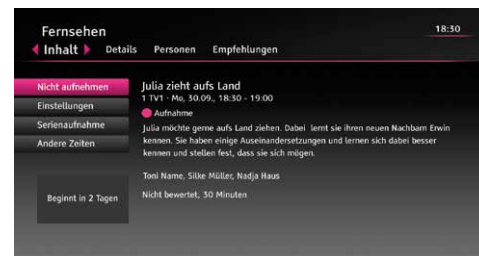 Fernsehen
18:30
Inhalt Details Personen Empfehlungen
Nicht aufnehmen
Einstellungen
Serienaufnahme
Andere Zeiten
Beginnt in 2 Tagen
Julia zieht aufs Land
1 TV1 · Mo, 30.09., 18:30 - 19:00
Aufnahme
Julia möchte gerne aufs Land ziehen. Dabei lernt sie ihren neuen Nachbarn Erwin
kennen. Sie haben einige Auseinandersetzungen und lernen sich dabei besser
kennen und stellen fest, dass sie sich mögen.
Toni Name, Silke Müller, Nadja Haus
Nicht bewertet, 30 Minuten